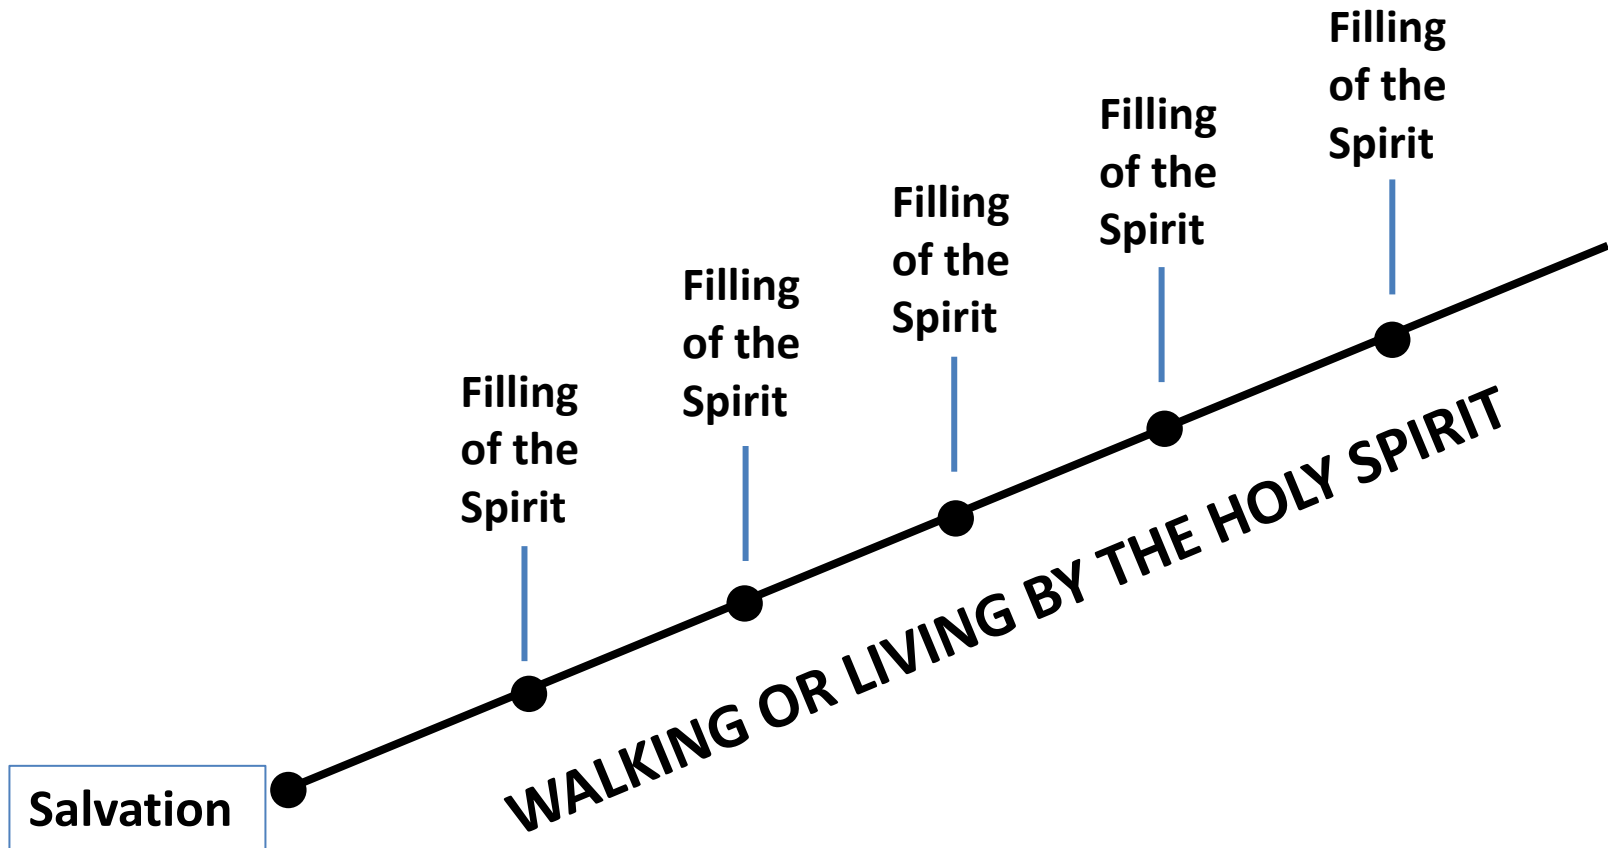 Filling
of the
Spirit
Filling
of the
Spirit
Filling
of the
Spirit
Filling
of the
Spirit
Filling
of the
Spirit
WALKING OR LIVING BY THE HOLY SPIRIT
Salvation